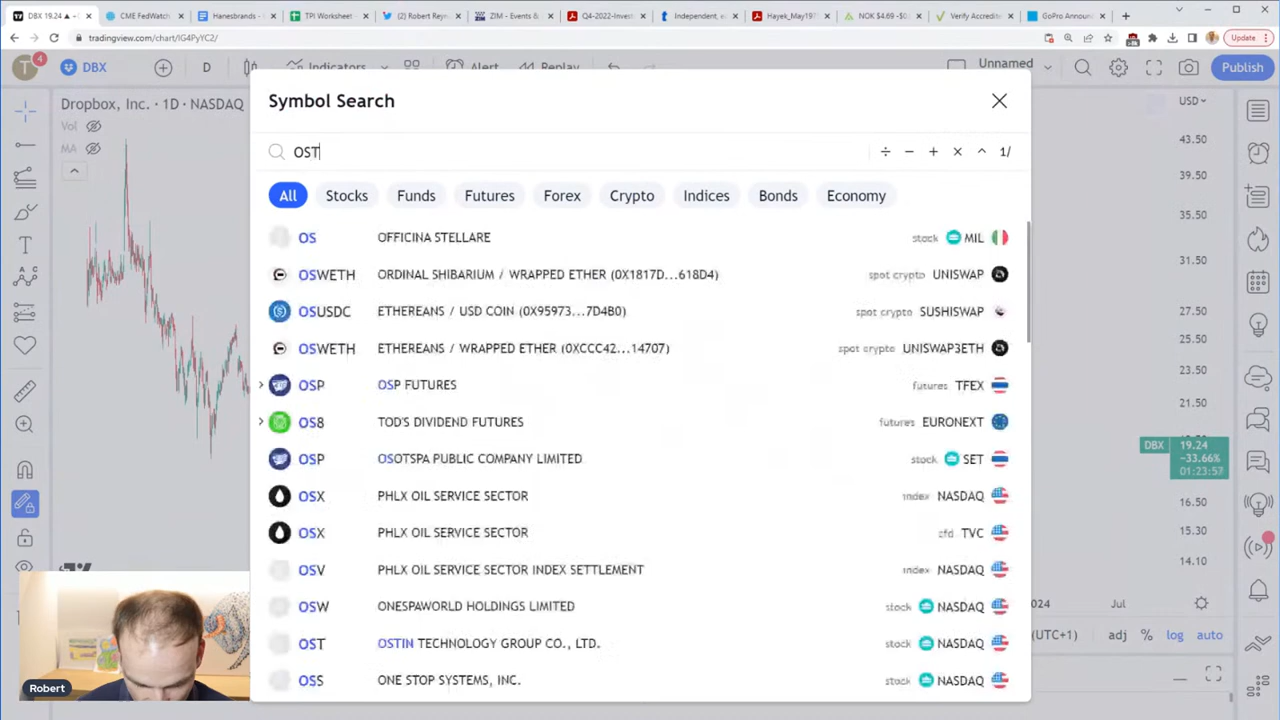 DBX 19.24
CME FedWatch
Hanesbrands -
TPI Worksheet -
(2) Robert Reyn
ZIM - Events &
Q4-2022-Invest
Independent, e
Hayek_May197
NOK $4.69 -$0.
Verify Accredite
GoPro Announ
tradingview.com/chart/IG4PyYC2/
Update
T 4 DBX D Indicators Alert Replay Unnamed Publish
Dropbox, Inc. · 1D · NASDAQ
Vol
MA
Symbol Search
OST
÷ − + × ^ 1/
All Stocks Funds Futures Forex Crypto Indices Bonds Economy
OS OFFICINA STELLARE stock MIL
OSWETH ORDINAL SHIBARIUM / WRAPPED ETHER (0X1817D...618D4) spot crypto UNISWAP
OSUSDC ETHEREANS / USD COIN (0X95973...7D4B0) spot crypto SUSHISWAP
OSWETH ETHEREANS / WRAPPED ETHER (0XCCC42...14707) spot crypto UNISWAP3ETH
OSP OSP FUTURES futures TFEX
OS8 TOD'S DIVIDEND FUTURES futures EURONEXT
OSP OSOTSPA PUBLIC COMPANY LIMITED stock SET
OSX PHLX OIL SERVICE SECTOR index NASDAQ
OSX PHLX OIL SERVICE SECTOR cfd TVC
OSV PHLX OIL SERVICE SECTOR INDEX SETTLEMENT index NASDAQ
OSW ONESPAWORLD HOLDINGS LIMITED stock NASDAQ
OST OSTIN TECHNOLOGY GROUP CO., LTD. stock NASDAQ
OSS ONE STOP SYSTEMS, INC. stock NASDAQ
USD
43.50
39.50
35.50
31.50
27.50
25.50
23.50
21.50
DBX 19.24
−33.66%
01:23:57
16.50
15.30
14.10
Jul
(UTC+1) adj % log auto
Robert